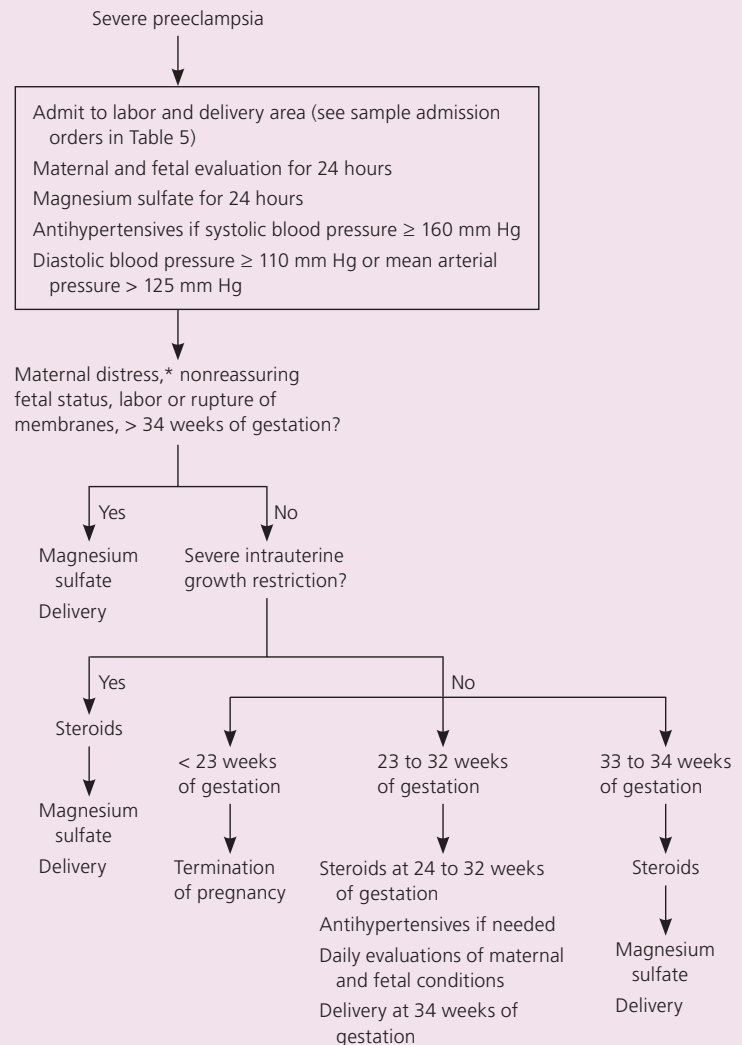 Severe preeclampsia
Admit to labor and delivery area (see sample admission
orders in Table 5)
Maternal and fetal evaluation for 24 hours
Magnesium sulfate for 24 hours
Antihypertensives if systolic blood pressure ≥ 160 mm Hg
Diastolic blood pressure ≥ 110 mm Hg or mean arterial
pressure > 125 mm Hg
Maternal distress,* nonreassuring
fetal status, labor or rupture of
membranes, > 34 weeks of gestation?
Yes
No
Magnesium
sulfate
Delivery
Severe intrauterine
growth restriction?
Yes
No
Steroids
Magnesium
sulfate
Delivery
< 23 weeks
of gestation
Termination
of pregnancy
23 to 32 weeks
of gestation
Steroids at 24 to 32 weeks
of gestation
Antihypertensives if needed
Daily evaluations of maternal
and fetal conditions
Delivery at 34 weeks of
gestation
33 to 34 weeks
of gestation
Steroids
Magnesium
sulfate
Delivery